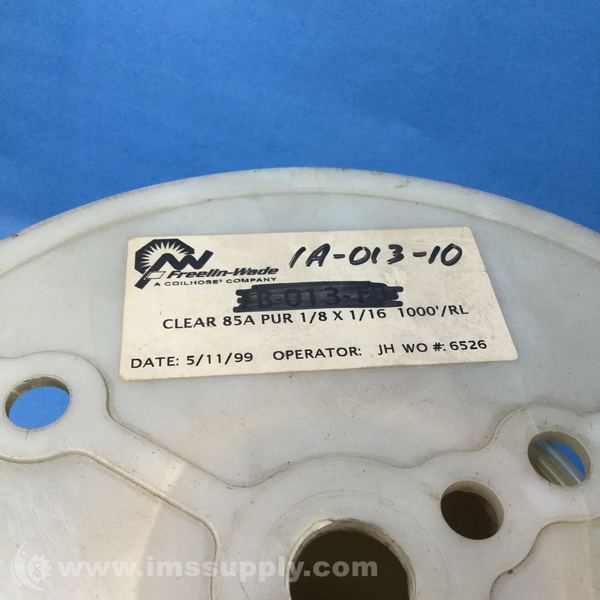 1A-013-10
Freelin-Wade
A COILHOSE® COMPANY
CLEAR 85A PUR 1/8 X 1/16 1000'/RL
DATE: 5/11/99 OPERATOR: JH WO #: 6526
www.imssupply.com